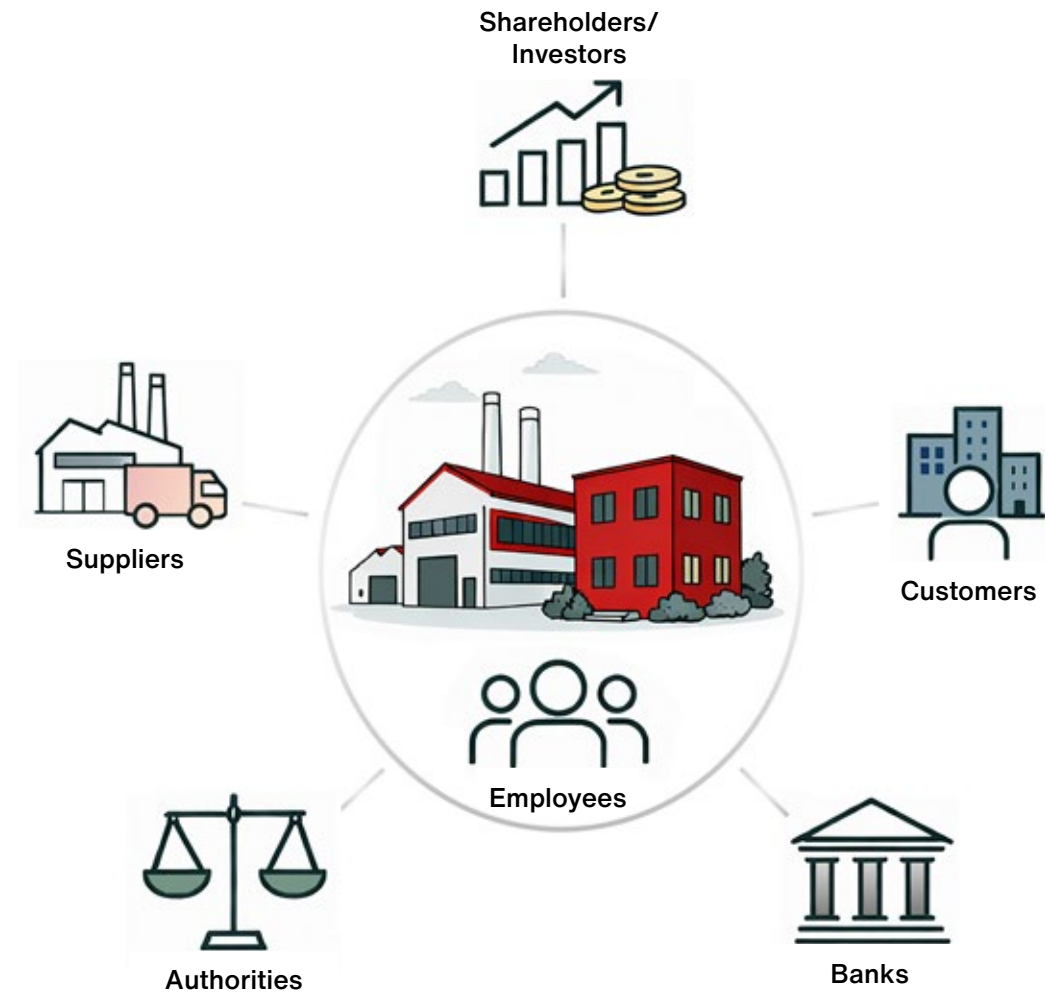 Shareholders/
Investors
Suppliers
Customers
Employees
Authorities
Banks